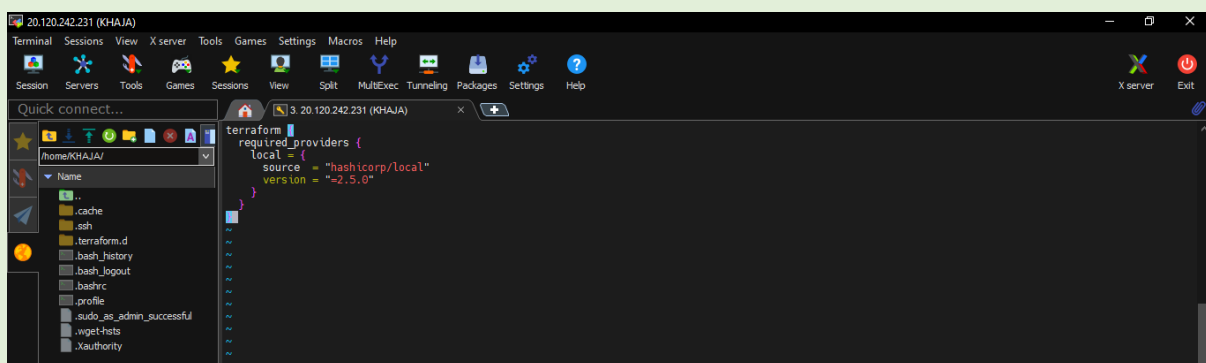 20.120.242.231 (KHAJA)
Terminal Sessions View X server Tools Games Settings Macros Help
Session Servers Tools Games Sessions View Split MultiExec Tunneling Packages Settings Help X server Exit
Quick connect...
3. 20.120.242.231 (KHAJA)
/home/KHAJA/
Name
..
.cache
.ssh
.terraform.d
.bash_history
.bash_logout
.bashrc
.profile
.sudo_as_admin_successful
.wget-hsts
.Xauthority
terraform {
required_providers {
local = {
source = "hashicorp/local"
version = "=2.5.0"
}
}
}
~
~
~
~
~
~
~
~
~
~
~